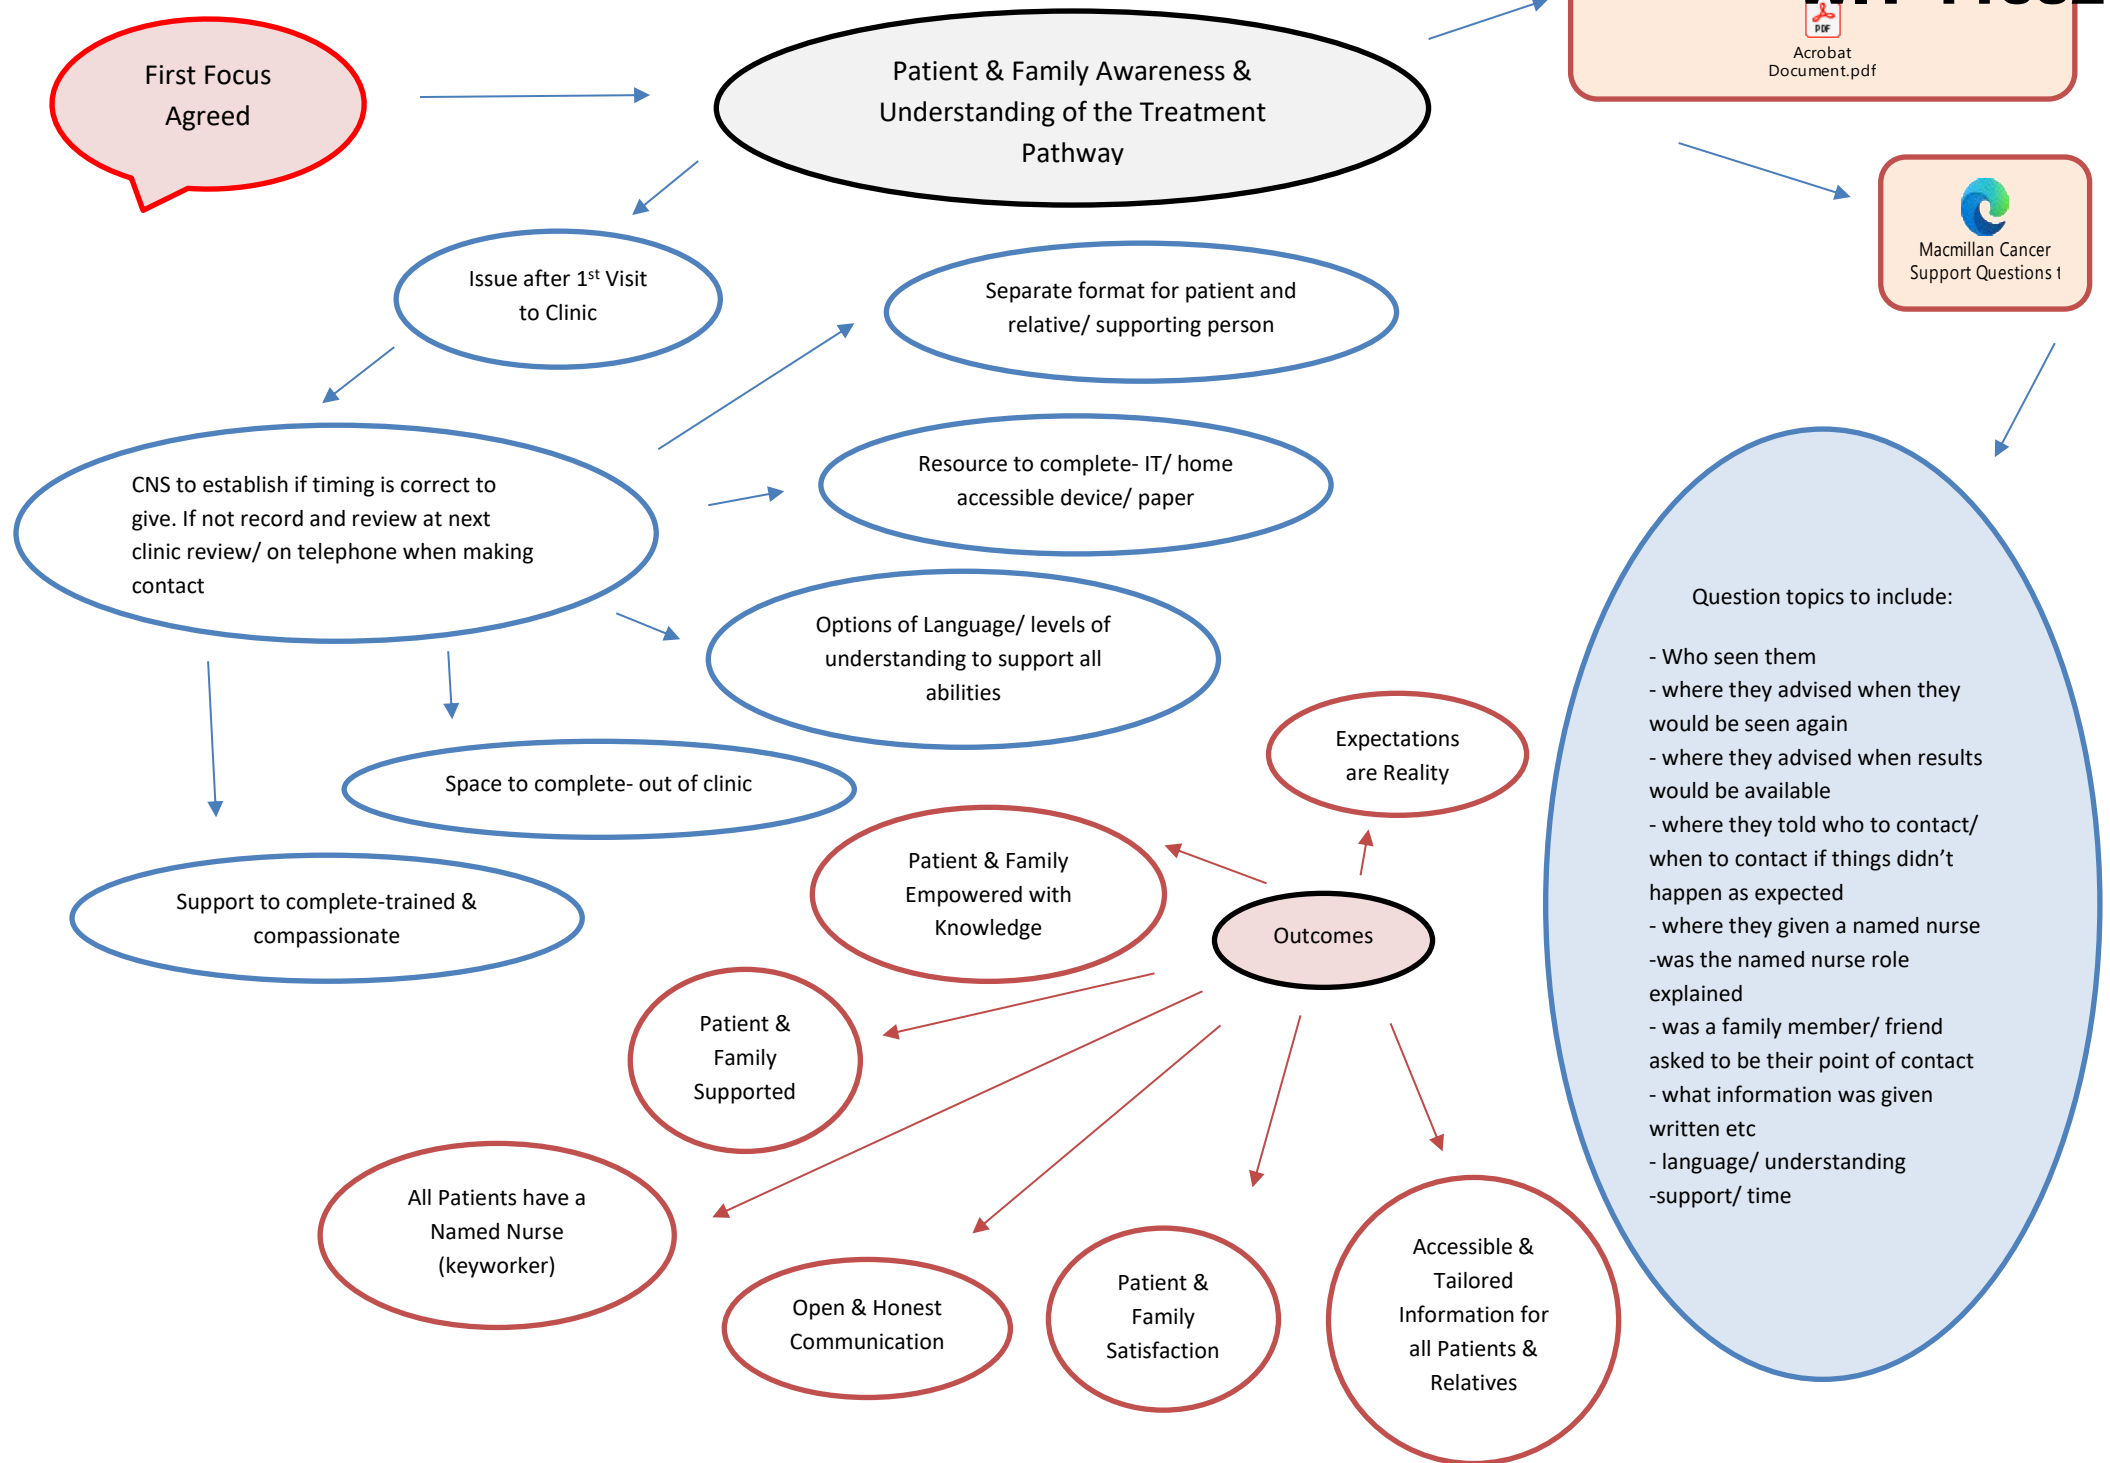 First Focus
Agreed
Patient & Family Awareness &
Understanding of the Treatment
Pathway
PDF
Acrobat
Document.pdf
Macmillan Cancer
Support Questions t
Issue after 1st Visit
to Clinic
Separate format for patient and
relative/ supporting person
CNS to establish if timing is correct to
give. If not record and review at next
clinic review/ on telephone when making
contact
Resource to complete- IT/ home
accessible device/ paper
Options of Language/ levels of
understanding to support all
abilities
Space to complete- out of clinic
Support to complete-trained &
compassionate
Expectations
are Reality
Patient & Family
Empowered with
Knowledge
Outcomes
Patient &
Family
Supported
All Patients have a
Named Nurse
(keyworker)
Open & Honest
Communication
Patient &
Family
Satisfaction
Accessible &
Tailored
Information for
all Patients &
Relatives
Question topics to include:
- Who seen them
- where they advised when they
would be seen again
- where they advised when results
would be available
- where they told who to contact/
when to contact if things didn't
happen as expected
- where they given a named nurse
-was the named nurse role
explained
- was a family member/ friend
asked to be their point of contact
- what information was given
written etc
- language/ understanding
-support/ time